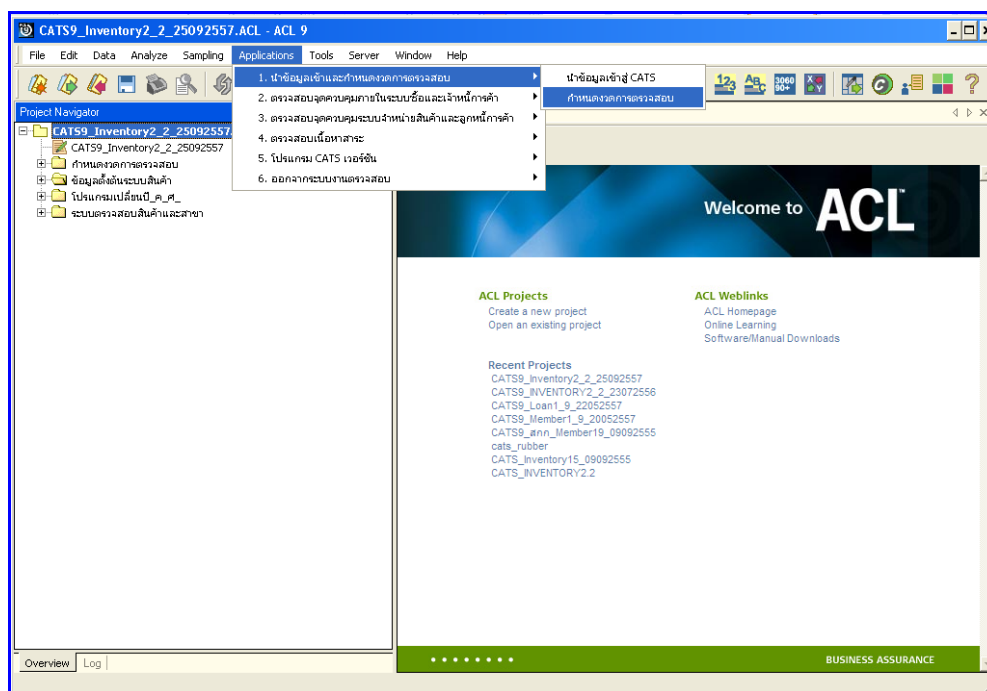 CATS9_Inventory2_2_25092557.ACL - ACL 9
File Edit Data Analyze Sampling Applications Tools Server Window Help
1. นำข้อมูลเข้าและกำหนดงวดการตรวจสอบ
2. ตรวจสอบจุดควบคุมภายในระบบซื้อและเจ้าหนี้การค้า
3. ตรวจสอบจุดควบคุมระบบจำหน่ายสินค้าและลูกหนี้การค้า
4. ตรวจสอบเนื้อหาสาระ
5. โปรแกรม CATS เวอร์ชัน
6. ออกจากระบบงานตรวจสอบ
นำข้อมูลเข้าสู่ CATS
กำหนดงวดการตรวจสอบ
Project Navigator
CATS9_Inventory2_2_25092557.
CATS9_Inventory2_2_25092557
กำหนดงวดการตรวจสอบ
ข้อมูลตั้งต้นระบบสินค้า
โปรแกรมเปลี่ยนปี_ค_ศ_
ระบบตรวจสอบสินค้าและสาขา
Welcome to ACL™
ACL Projects
Create a new project
Open an existing project
Recent Projects
CATS9_Inventory2_2_25092557
CATS9_INVENTORY2_2_23072556
CATS9_Loan1_9_22052557
CATS9_Member1_9_20052557
CATS9_สกก_Member19_09092555
cats_rubber
CATS_Inventory15_09092555
CATS_INVENTORY2.2
ACL Weblinks
ACL Homepage
Online Learning
Software/Manual Downloads
BUSINESS ASSURANCE
Overview Log